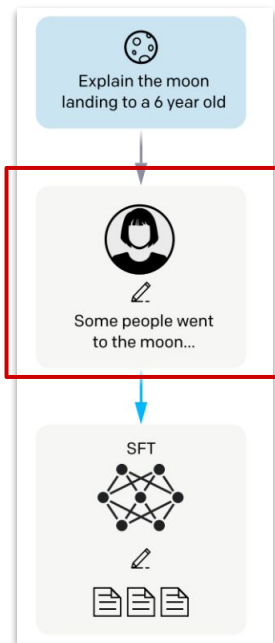 Explain the moon
landing to a 6 year old
Some people went
to the moon...
SFT